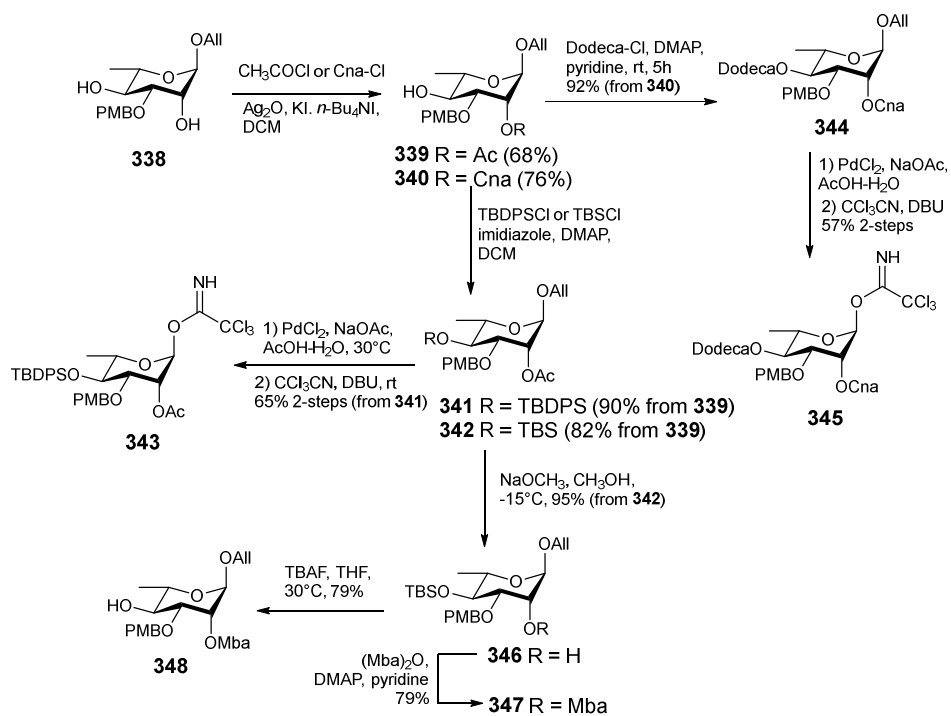 OAll
O
HO
PMBO
HO
338
CH3COCl or Cna-Cl
Ag2O, KI. n-Bu4NI,
DCM
OAll
O
HO
PMBO
OR
339 R = Ac (68%)
340 R = Cna (76%)
Dodeca-Cl, DMAP,
pyridine, rt, 5h
92% (from 340)
OAll
O
DodecaO
PMBO
OCna
344
1) PdCl2, NaOAc,
AcOH-H2O
2) CCl3CN, DBU
57% 2-steps
TBDPSCl or TBSCl
imidiazole, DMAP,
DCM
NH
O
CCl3
O
TBDPSO
PMBO
OAc
343
1) PdCl2, NaOAc,
AcOH-H2O, 30°C
2) CCl3CN, DBU, rt
65% 2-steps (from 341)
OAll
O
RO
PMBO
OAc
341 R = TBDPS (90% from 339)
342 R = TBS (82% from 339)
NH
O
CCl3
O
DodecaO
PMBO
OCna
345
NaOCH3, CH3OH,
-15°C, 95% (from 342)
OAll
O
HO
PMBO
OMba
348
TBAF, THF,
30°C, 79%
OAll
O
TBSO
PMBO
OR
346 R = H
(Mba)2O,
DMAP, pyridine
79%
347 R = Mba